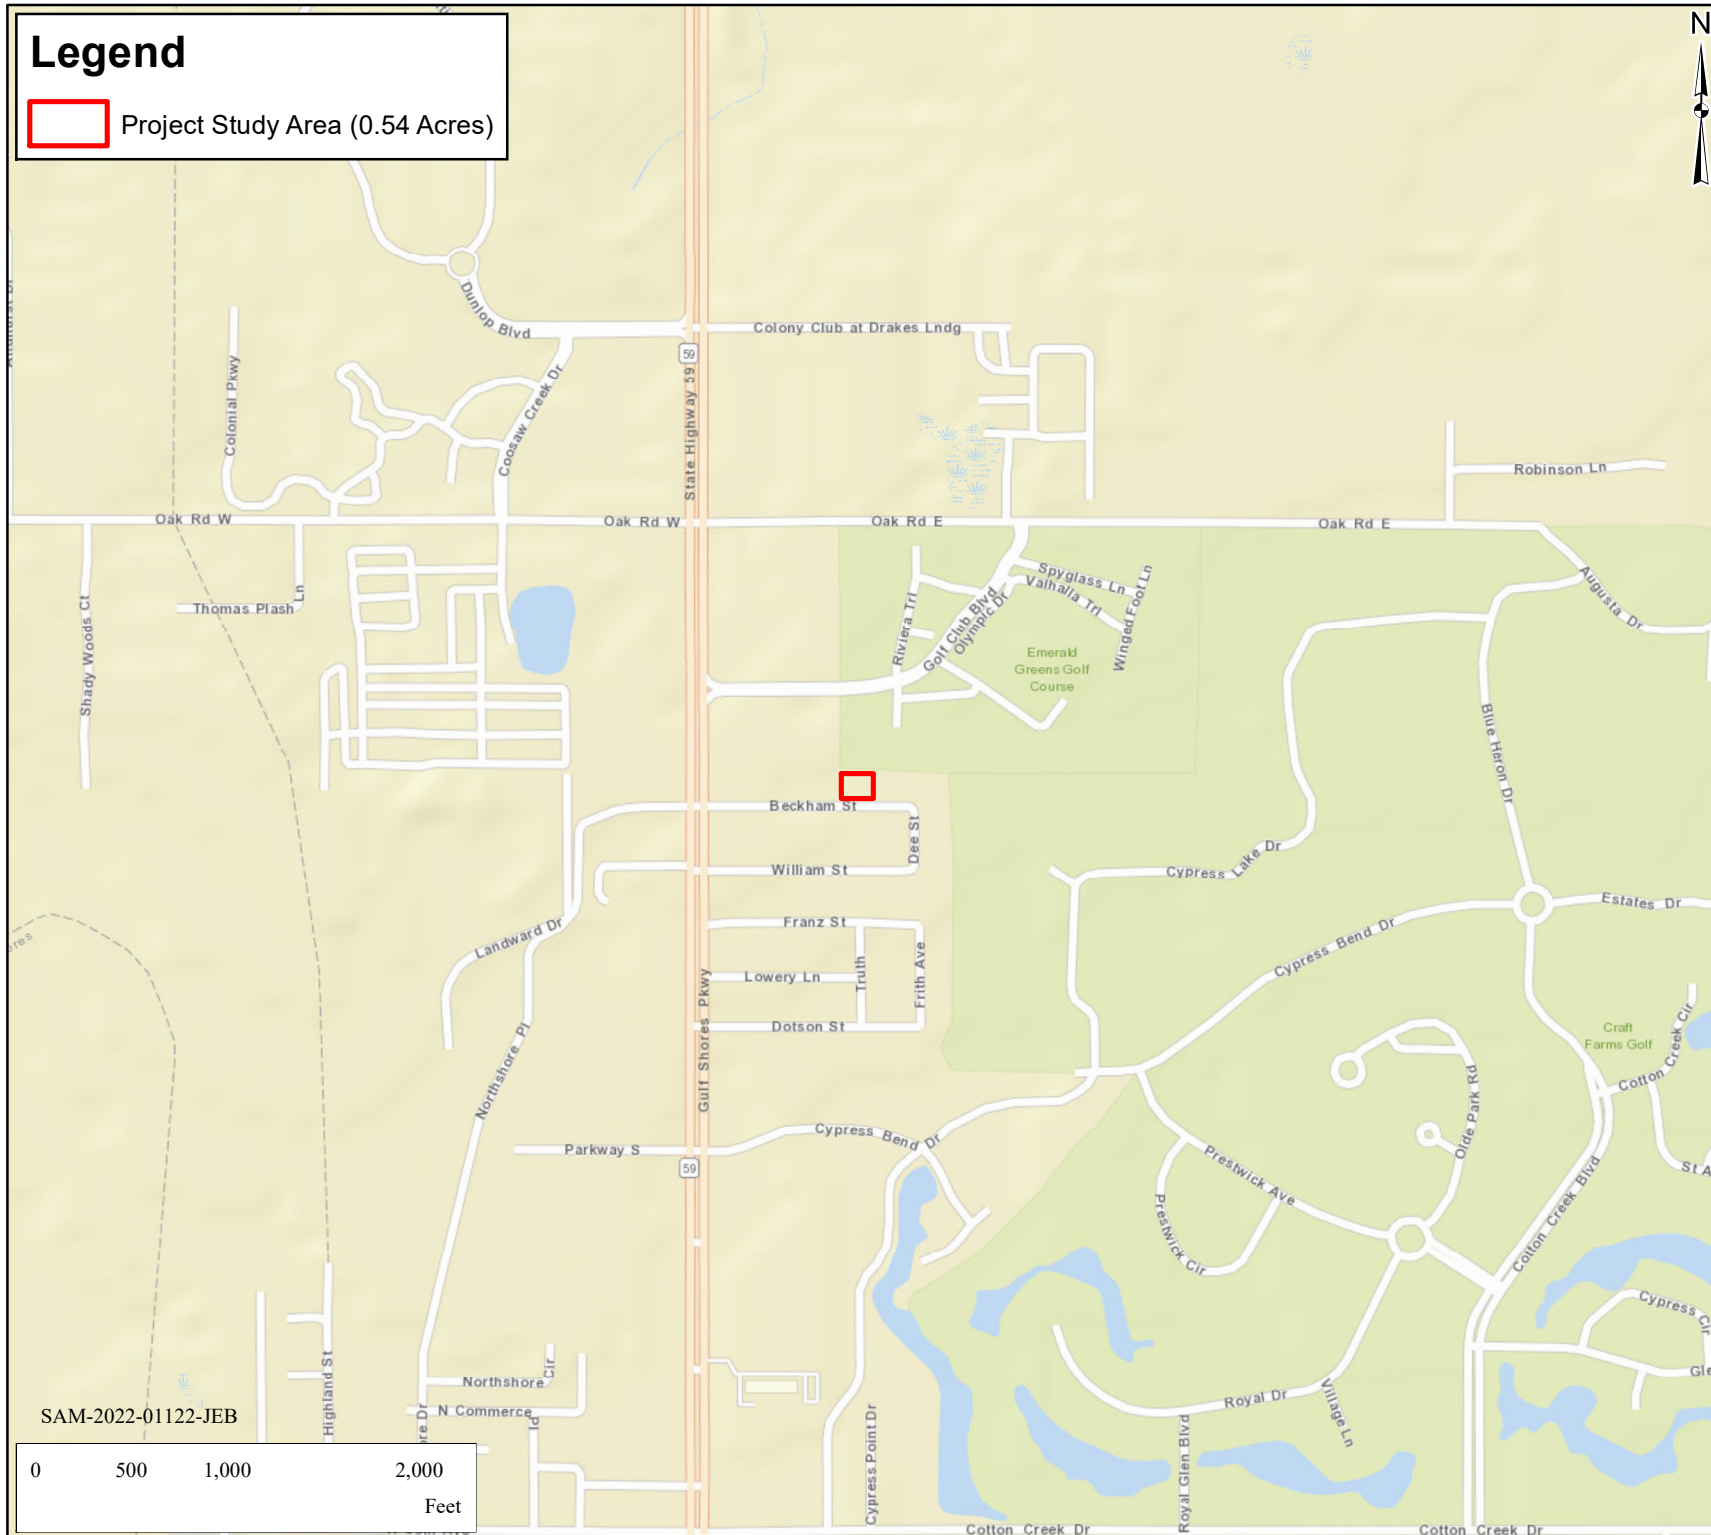 Legend
Project Study Area (0.54 Acres)
N
Dunlop Blvd
Colony Club at Drakes Lndg
59
State Highway 59
Colonial Pkwy
Coosaw Creek Dr
Robinson Ln
Oak Rd W
Oak Rd W
Oak Rd E
Oak Rd E
Shady Woods Ct
Thomas Plash Ln
Riviera Trl
Golf Club Blvd
Olympic Dr
Spyglass Ln
Valhalla Trl
Winged Foot Ln
Augusta Dr
Emerald
Greens Golf
Course
Blue Heron Dr
Beckham St
Dee St
William St
Cypress Lake Dr
Estates Dr
Franz St
Landward Dr
Cypress Bend Dr
Lowery Ln
Truth
Frith Ave
Dotson St
Gulf Shores Pkwy
Northshore Pl
Craft
Farms Golf
Cotton Creek Cir
Olde Park Rd
Cypress Bend Dr
Parkway S
59
Prestwick Ave
Prestwick Cir
Cotton Creek Blvd
St A
Cypress Cir
Gle
Highland St
Northshore Cir
N Commerce
Pl
ore Dr
Royal Dr
Village Ln
Cypress Point Dr
Royal Glen Blvd
SAM-2022-01122-JEB
0 500 1,000 2,000
Feet
Cotton Creek Dr
Cotton Creek Dr